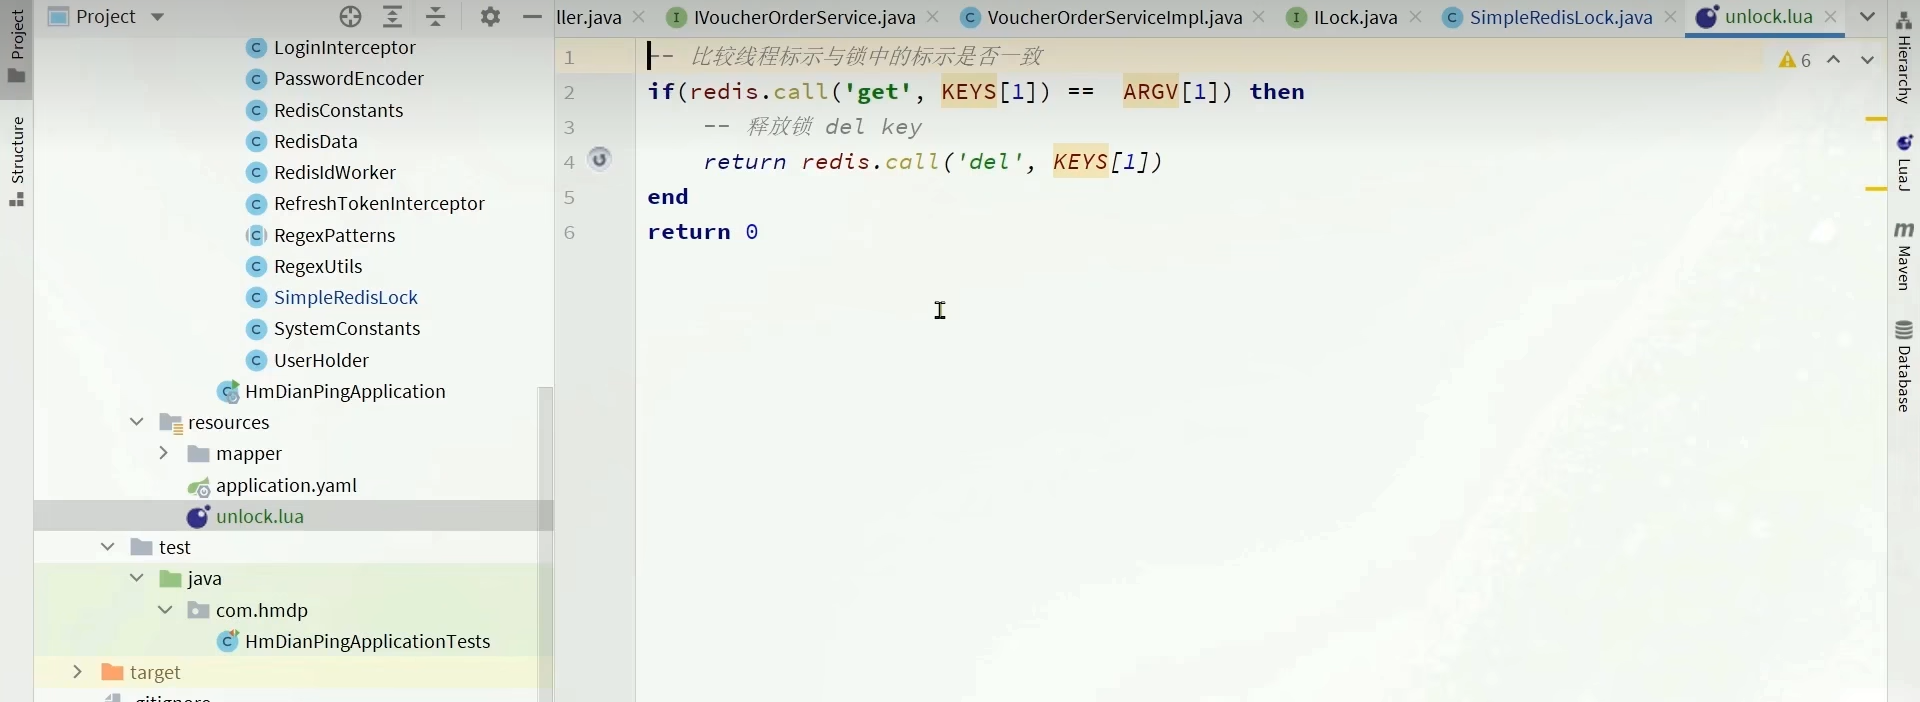 Project
ller.java
IVoucherOrderService.java
VoucherOrderServiceImpl.java
ILock.java
SimpleRedisLock.java
unlock.lua
Project
Structure
LoginInterceptor
PasswordEncoder
RedisConstants
RedisData
RedisIdWorker
RefreshTokenInterceptor
RegexPatterns
RegexUtils
SimpleRedisLock
SystemConstants
UserHolder
HmDianPingApplication
resources
mapper
application.yaml
unlock.lua
test
java
com.hmdp
HmDianPingApplicationTests
target
.gitignore
1 -- 比较线程标示与锁中的标示是否一致
2 if(redis.call('get', KEYS[1]) ==  ARGV[1]) then
3 -- 释放锁 del key
4 return redis.call('del', KEYS[1])
5 end
6 return 0
6
Hierarchy
LuaJ
Maven
Database